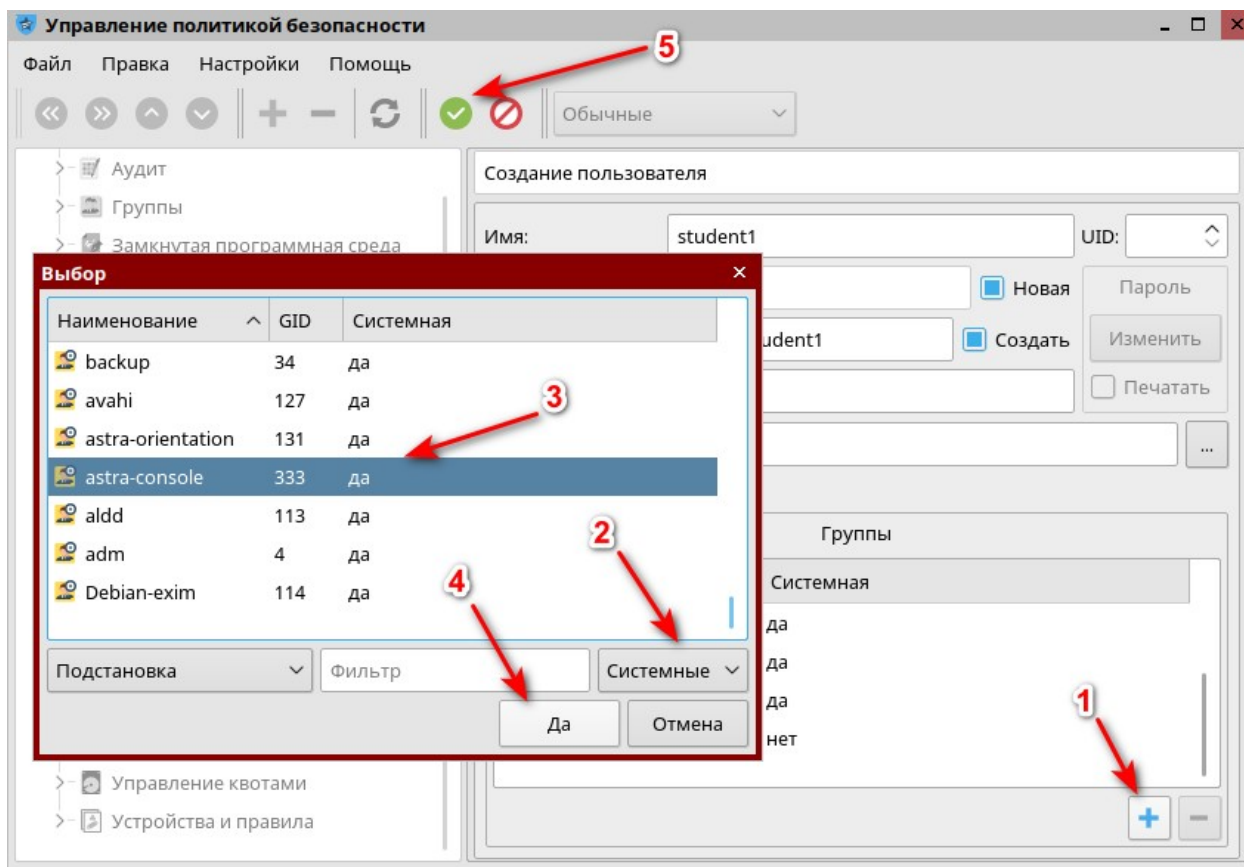 Управление политикой безопасности
5
Файл Правка Настройки Помощь
Обычные
Аудит
Создание пользователя
Группы
Имя: student1 UID:
Замкнутая программная среда
Выбор
Новая Пароль
Наименование GID Системная
udent1 Создать Изменить
backup 34 да
Печатать
avahi 127 да
3
astra-orientation 131 да
...
astra-console 333 да
aldd 113 да
2
Группы
adm 4 да
4
Системная
Debian-exim 114 да
да
Подстановка Фильтр Системные
да
да
1
Да Отмена
нет
Управление квотами
Устройства и правила